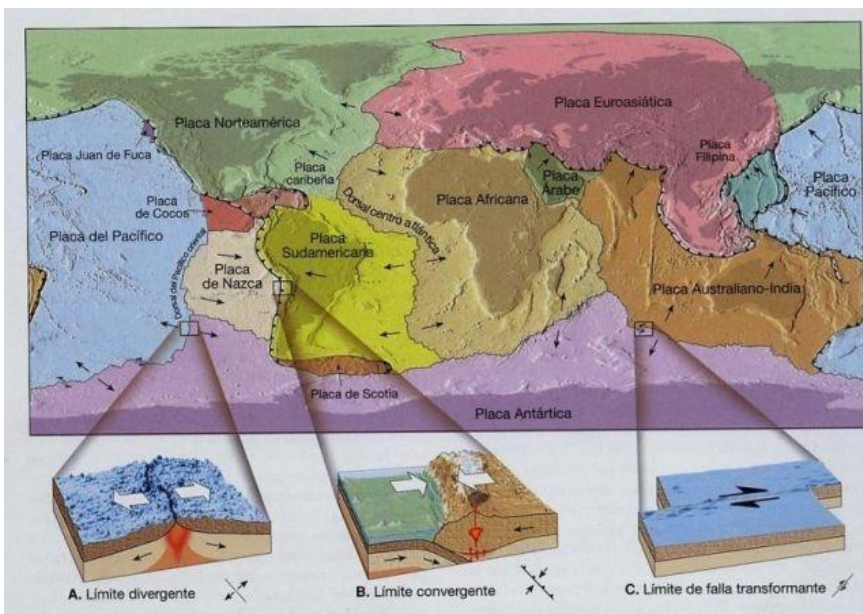 Placa Norteamérica
Placa Euroasiática
Placa Juan de Fuca
Placa
caribeña
Placa
Filipina
Placa
Pacífico
Placa
de Cocos
Placa Africana
Placa
Árabe
Dorsal centro atlántica
Placa del Pacífico
Dorsal del Pacífico oriental
Placa
Sudamericana
Placa
de Nazca
Placa Australiano-India
Placa de Scotia
Placa Antártica
A. Límite divergente
B. Límite convergente
C. Límite de falla transformante